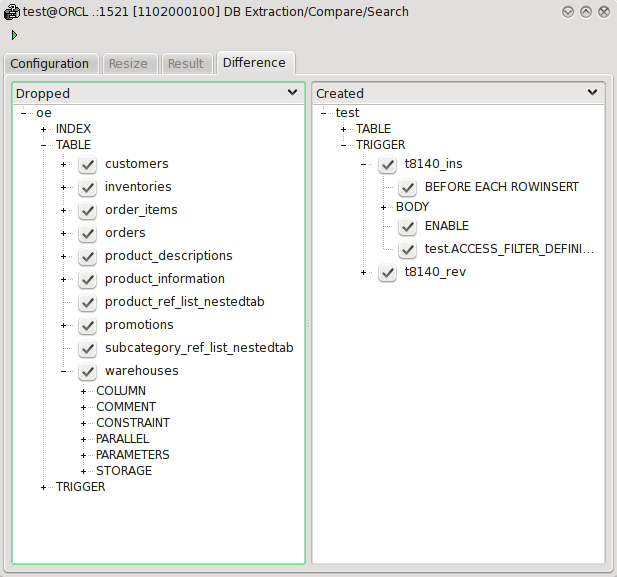 test@ORCL .:1521 [1102000100] DB Extraction/Compare/Search
Configuration Resize Result Difference
Dropped
oe
INDEX
TABLE
customers
inventories
order_items
orders
product_descriptions
product_information
product_ref_list_nestedtab
promotions
subcategory_ref_list_nestedtab
warehouses
COLUMN
COMMENT
CONSTRAINT
PARALLEL
PARAMETERS
STORAGE
TRIGGER
Created
test
TABLE
TRIGGER
t8140_ins
BEFORE EACH ROWINSERT
BODY
ENABLE
test.ACCESS_FILTER_DEFINI...
t8140_rev